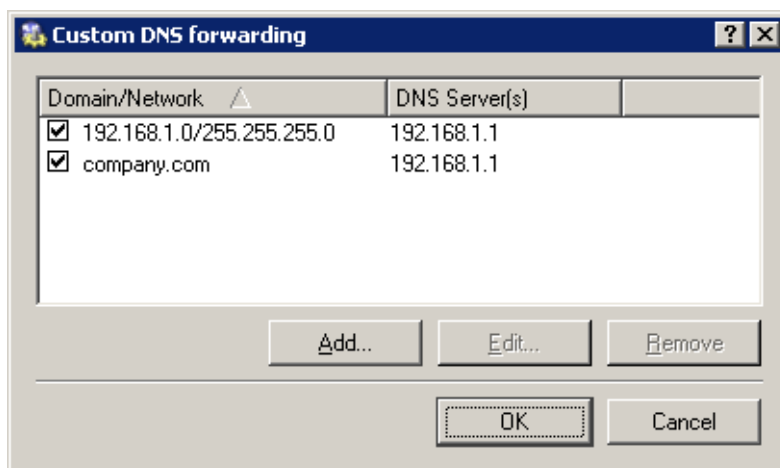 Custom DNS forwarding
Domain/Network DNS Server(s)
192.168.1.0/255.255.255.0 192.168.1.1
company.com 192.168.1.1
Add... Edit... Remove
OK Cancel